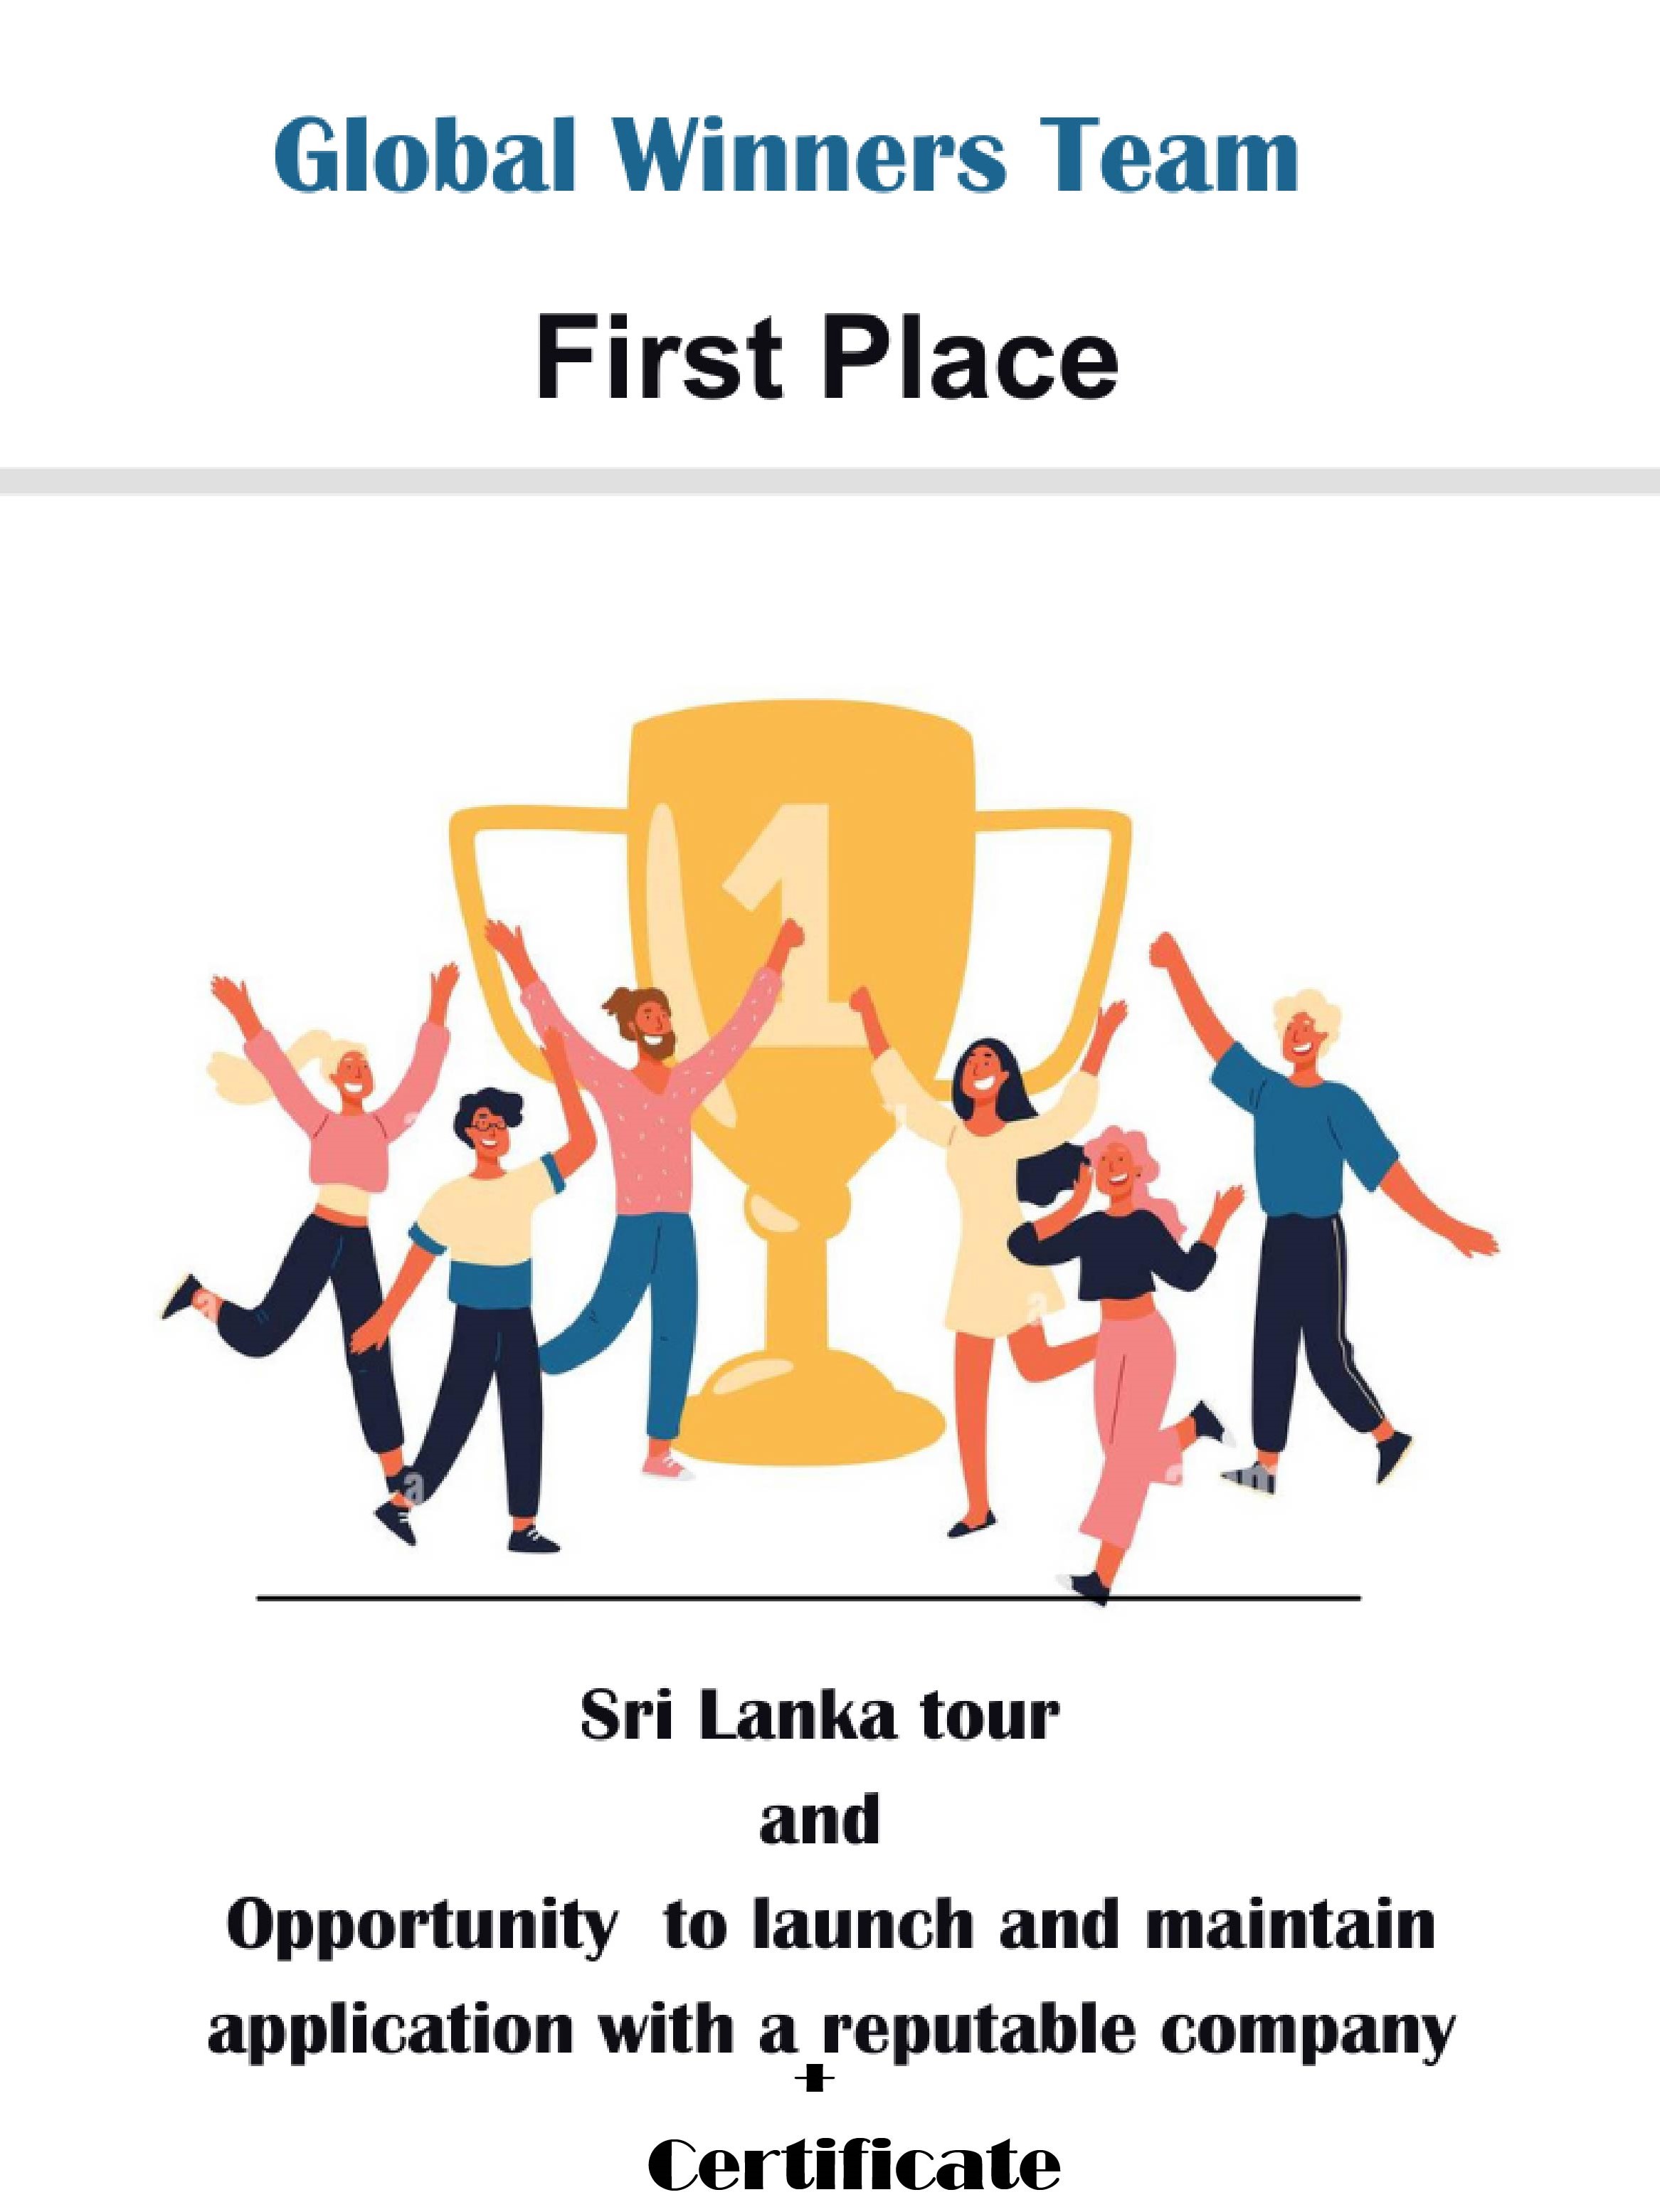 Global Winners Team
First Place
1
Sri Lanka tour
and
Opportunity to launch and maintain
application with a reputable company
+
Certificate